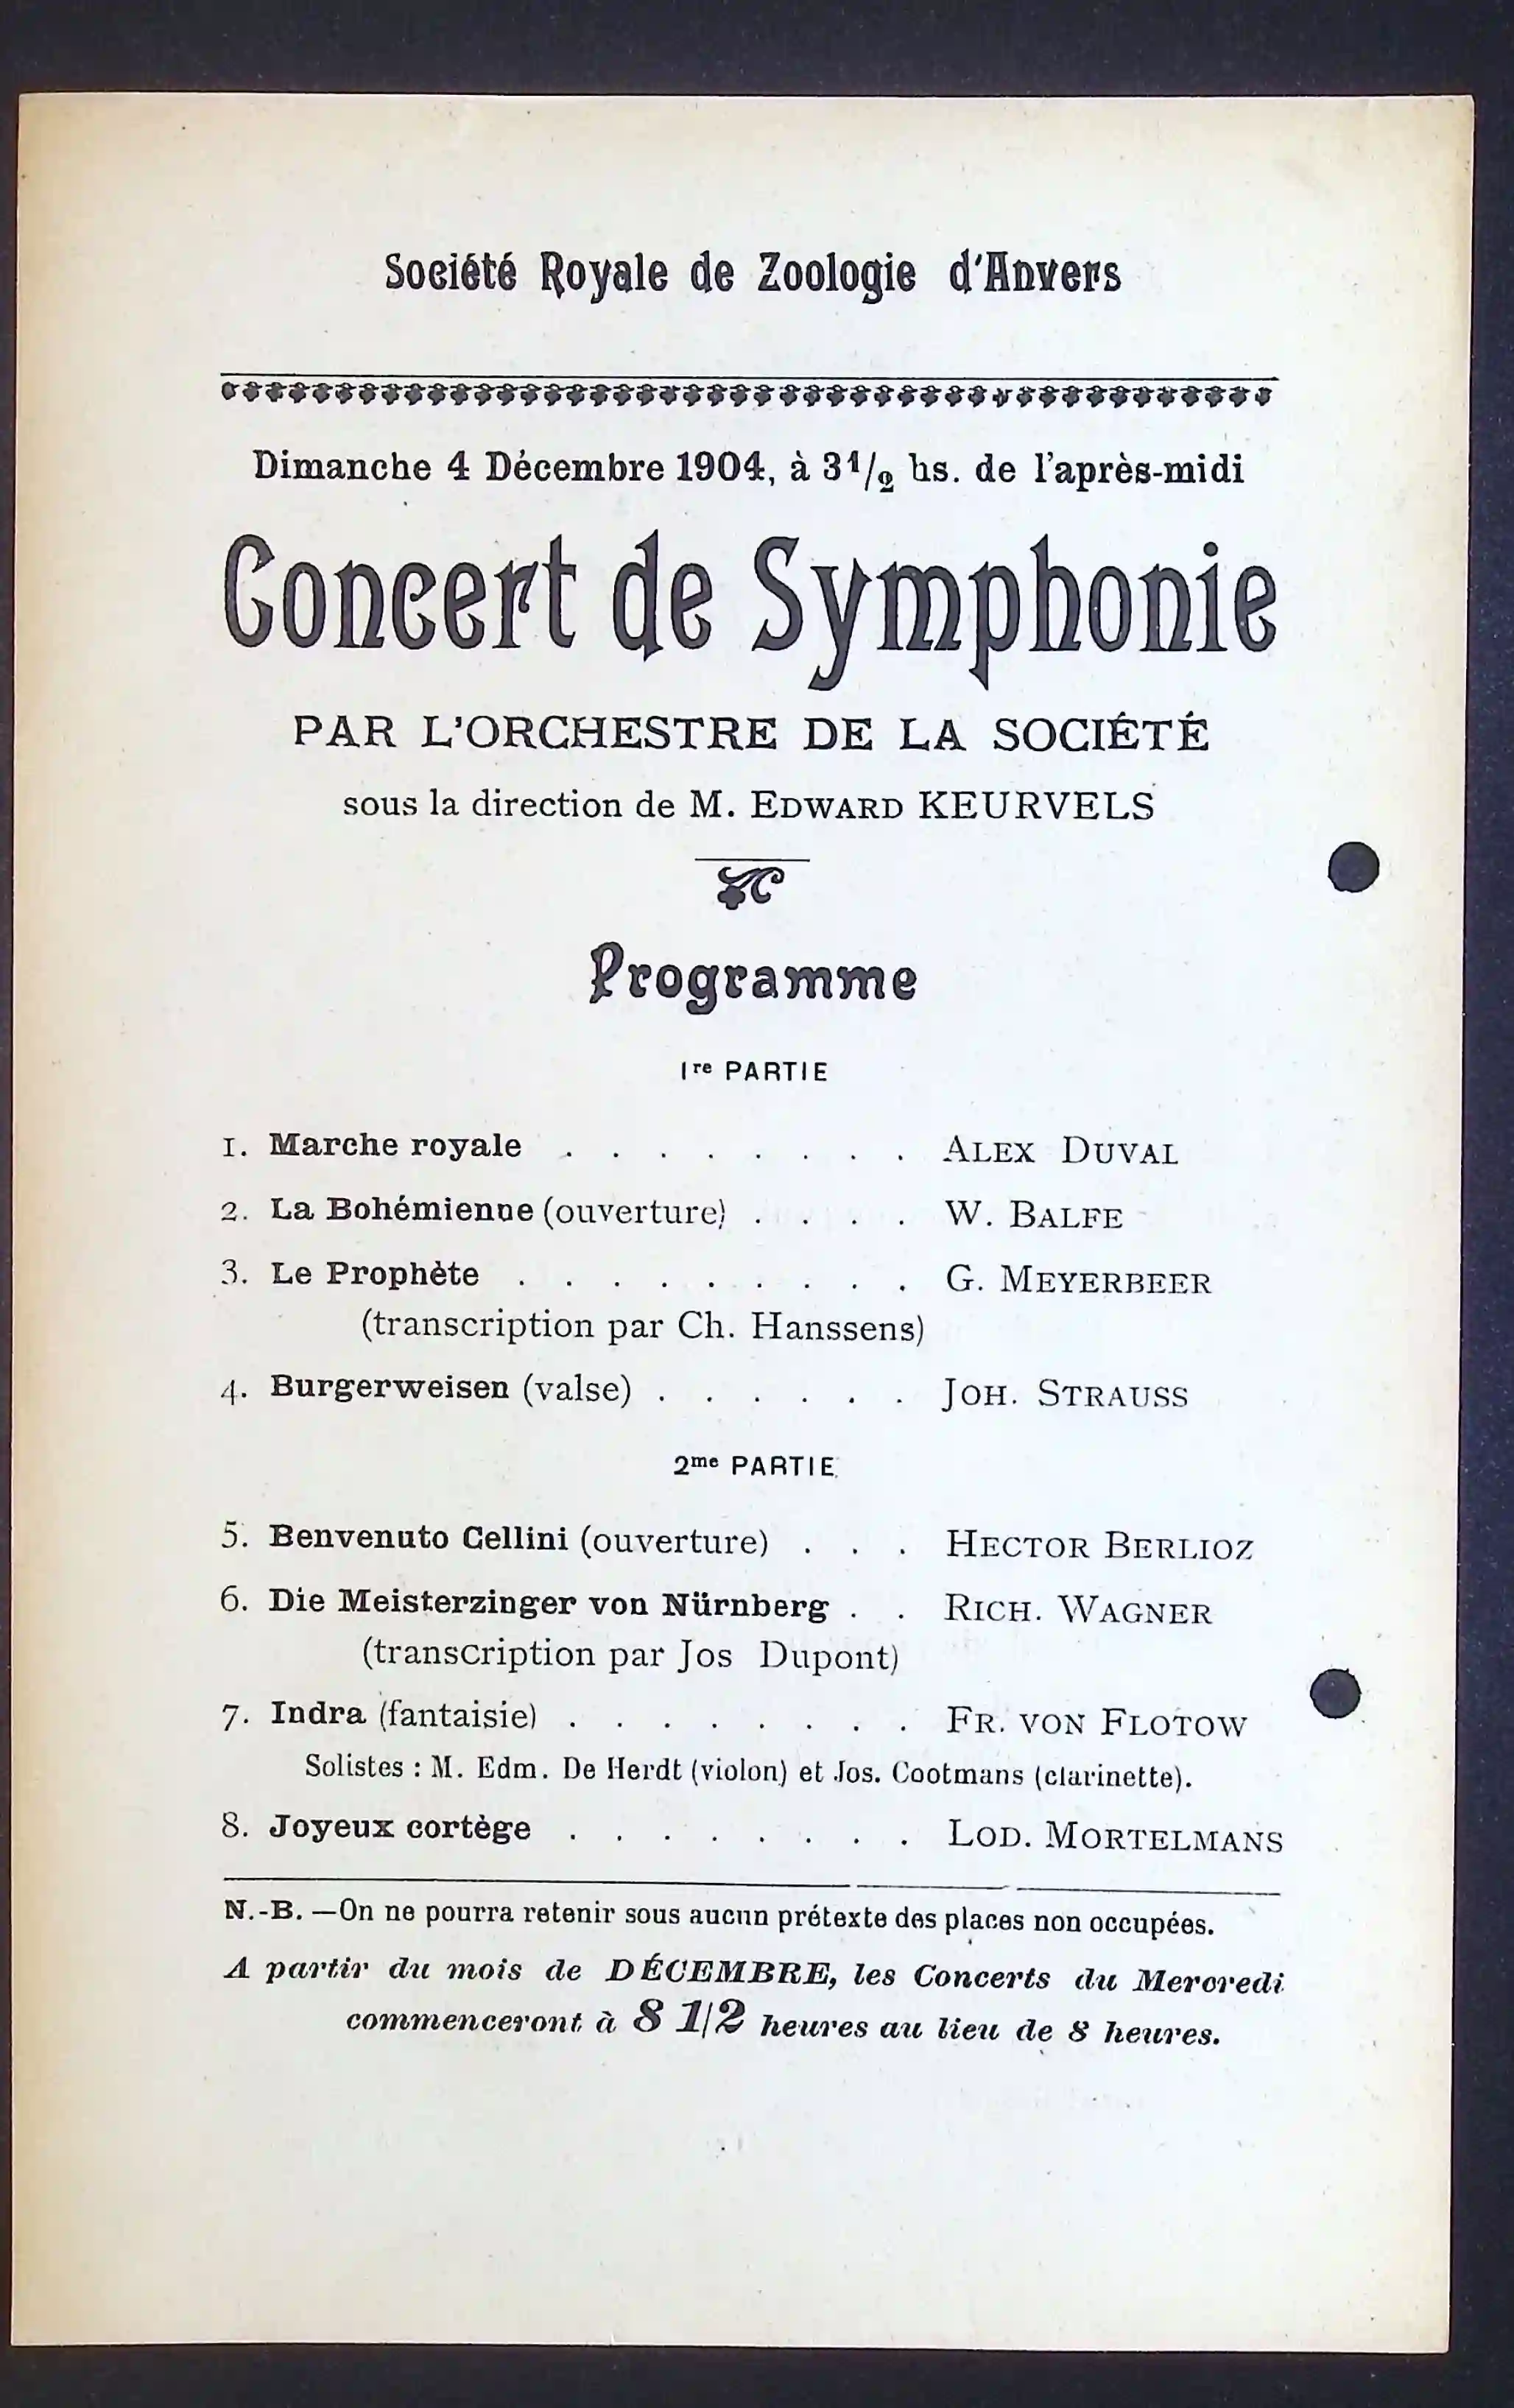 Société Royale de Zoologie d'Anvers
Dimanche 4 Décembre 1904, à 3 1/2 hs. de l'après-midi
Concert de Symphonie
PAR L'ORCHESTRE DE LA SOCIÉTÉ
sous la direction de M. EDWARD KEURVELS
Programme
1re PARTIE
1. Marche royale . . . . . . . . ALEX DUVAL
2. La Bohémienne (ouverture) . . . . W. BALFE
3. Le Prophète . . . . . . . . . G. MEYERBEER
(transcription par Ch. Hanssens)
4. Burgerweisen (valse) . . . . . . JOH. STRAUSS
2me PARTIE
5. Benvenuto Cellini (ouverture) . . . HECTOR BERLIOZ
6. Die Meisterzinger von Nürnberg . . RICH. WAGNER
(transcription par Jos Dupont)
7. Indra (fantaisie) . . . . . . . . FR. VON FLOTOW
Solistes : M. Edm. De Herdt (violon) et Jos. Cootmans (clarinette).
8. Joyeux cortège . . . . . . . . LOD. MORTELMANS
N.-B. —On ne pourra retenir sous aucun prétexte des places non occupées.
A partir du mois de DÉCEMBRE, les Concerts du Mercredi
commenceront à 8 1/2 heures au lieu de 8 heures.